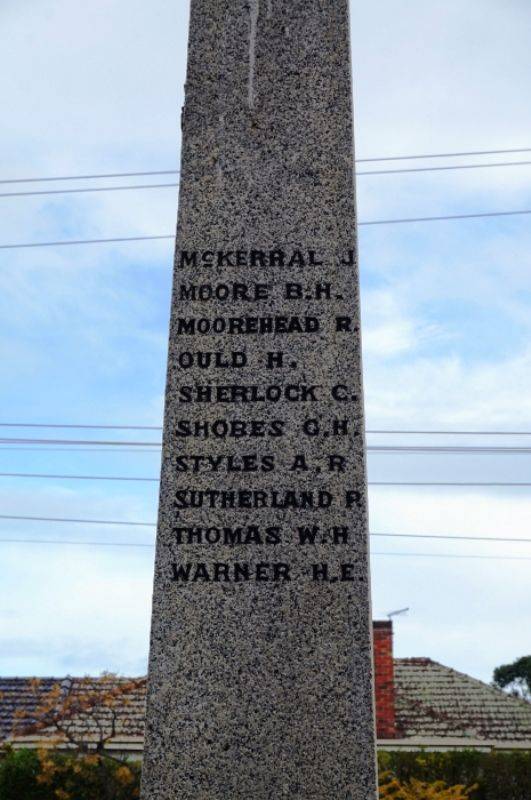 McKERRAL J
MOORE B.H.
MOOREHEAD R.
OULD H.
SHERLOCK C.
SHOBES G.H.
STYLES A.R
SUTHERLAND R
THOMAS W.H
WARNER H.E.